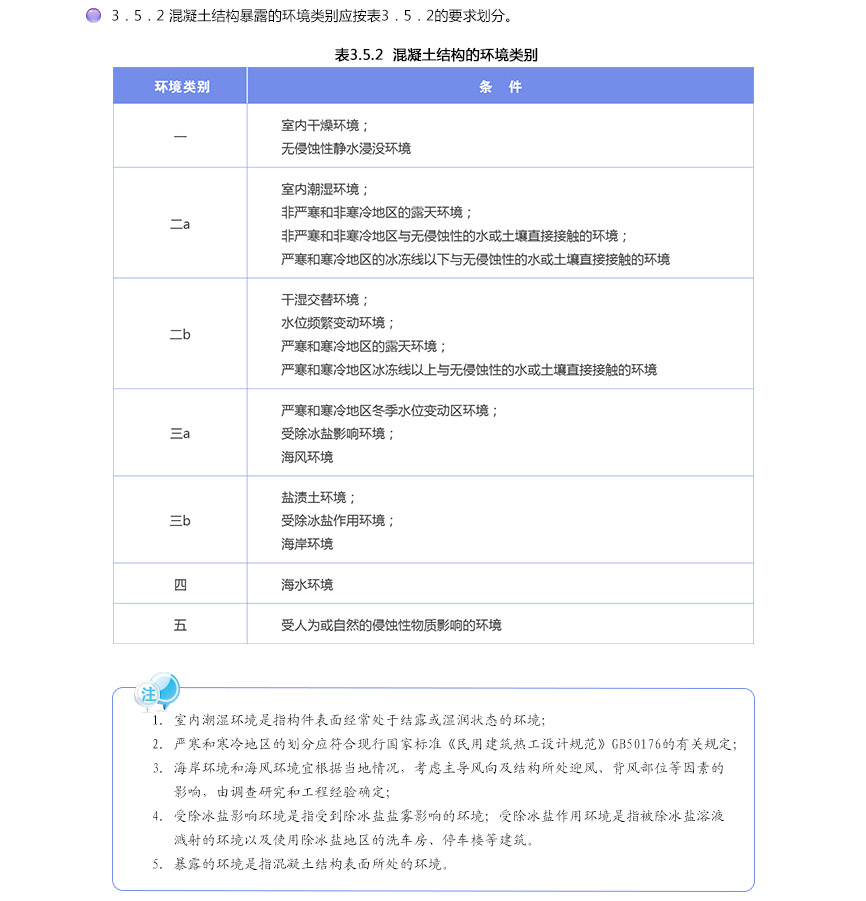 3．5．2 混凝土结构暴露的环境类别应按表3．5．2的要求划分。
表3.5.2 混凝土结构的环境类别
环境类别 条 件
一
室内干燥环境；
无侵蚀性静水浸没环境
二a
室内潮湿环境；
非严寒和非寒冷地区的露天环境；
非严寒和非寒冷地区与无侵蚀性的水或土壤直接接触的环境；
严寒和寒冷地区的冰冻线以下与无侵蚀性的水或土壤直接接触的环境
二b
干湿交替环境；
水位频繁变动环境；
严寒和寒冷地区的露天环境；
严寒和寒冷地区冰冻线以上与无侵蚀性的水或土壤直接接触的环境
三a
严寒和寒冷地区冬季水位变动区环境；
受除冰盐影响环境；
海风环境
三b
盐渍土环境；
受除冰盐作用环境；
海岸环境
四 海水环境
五 受人为或自然的侵蚀性物质影响的环境
注
1. 室内潮湿环境是指构件表面经常处于结露或湿润状态的环境；
2. 严寒和寒冷地区的划分应符合现行国家标准《民用建筑热工设计规范》GB50176的有关规定；
3. 海岸环境和海风环境宜根据当地情况，考虑主导风向及结构所处迎风、背风部位等因素的
影响，由调查研究和工程经验确定；
4. 受除冰盐影响环境是指受到除冰盐盐雾影响的环境；受除冰盐作用环境是指被除冰盐溶液
溅射的环境以及使用除冰盐地区的洗车房、停车楼等建筑。
5. 暴露的环境是指混凝土结构表面所处的环境。